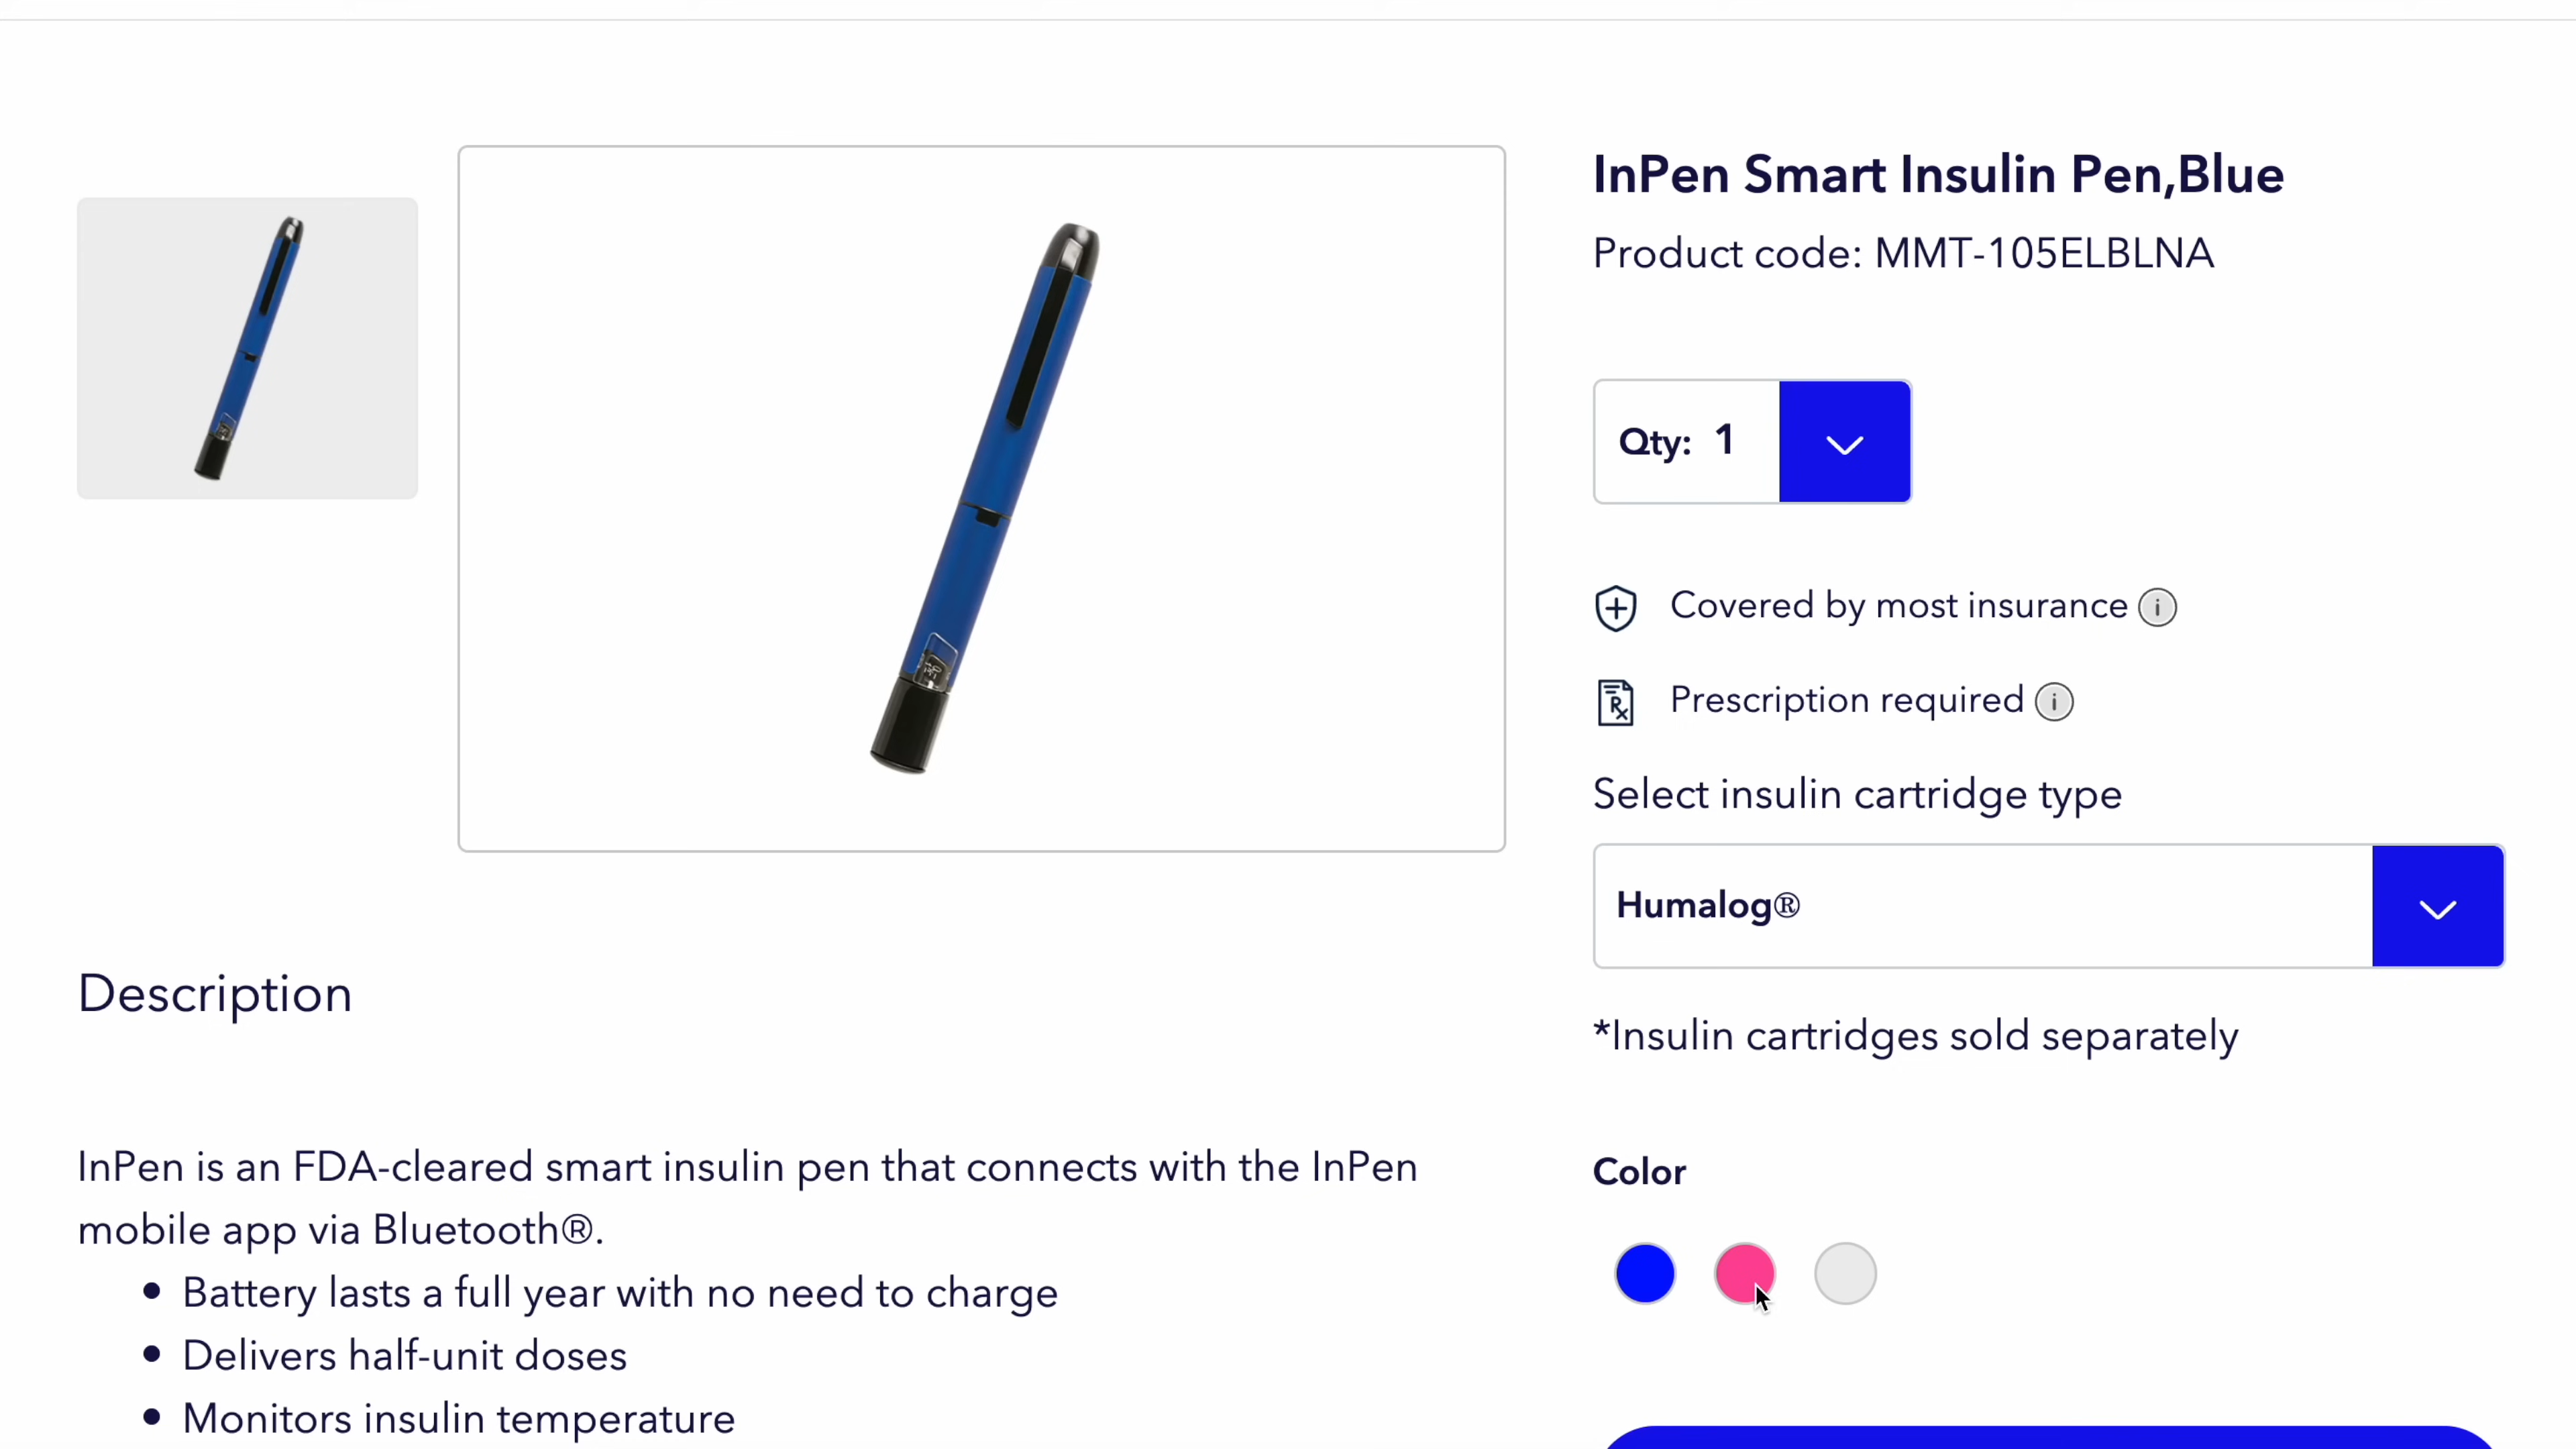 InPen Smart Insulin Pen,Blue
Product code: MMT-105ELBLNA
Qty: 1
Covered by most insurance i
Prescription required i
Select insulin cartridge type
Humalog®
*Insulin cartridges sold separately
Color
Description
InPen is an FDA-cleared smart insulin pen that connects with the InPen
mobile app via Bluetooth®.
• Battery lasts a full year with no need to charge
• Delivers half-unit doses
• Monitors insulin temperature